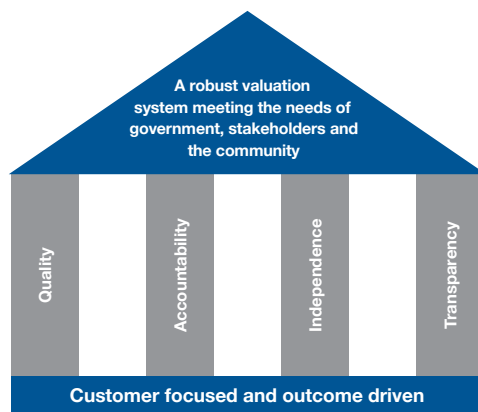 A robust valuation
system meeting the needs of
government, stakeholders and
the community
Quality
Accountability
Independence
Transparency
Customer focused and outcome driven